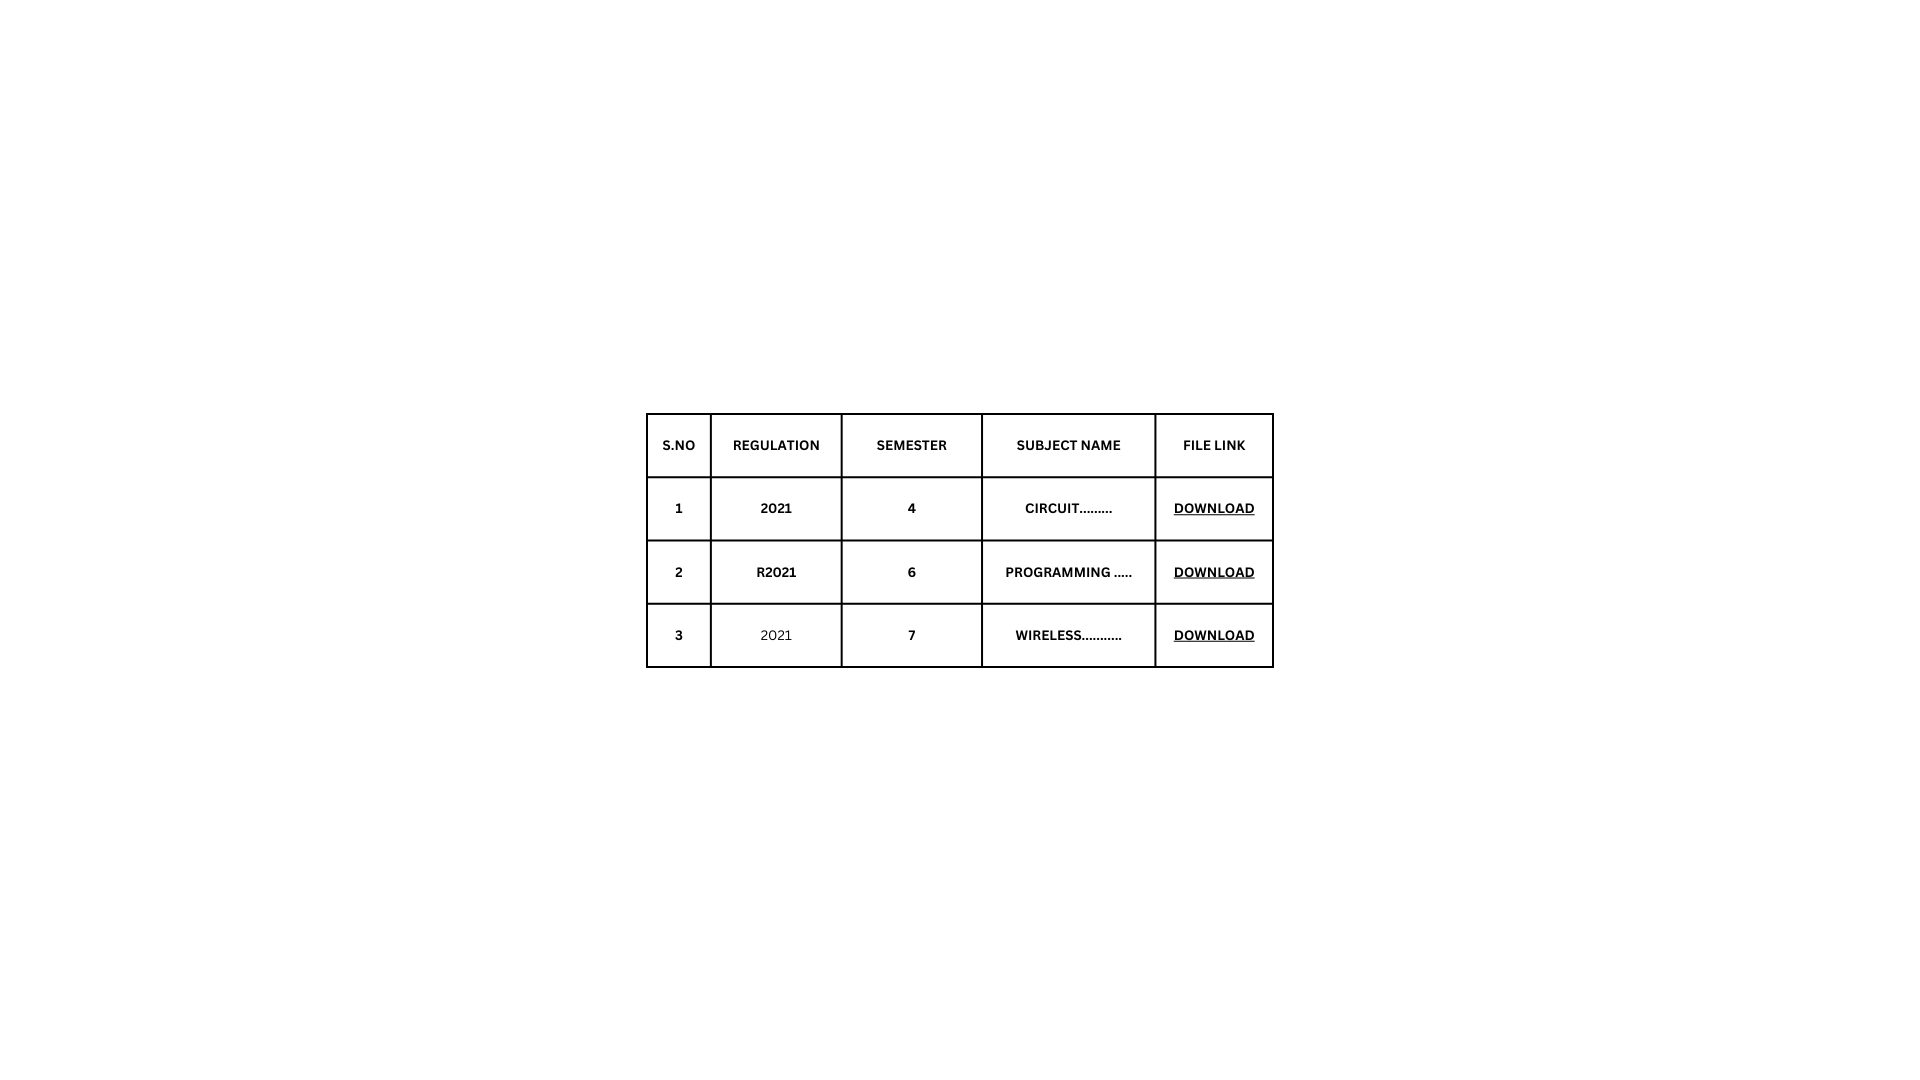 S.NO REGULATION SEMESTER SUBJECT NAME FILE LINK
1 2021 4 CIRCUIT......... DOWNLOAD
2 R2021 6 PROGRAMMING ..... DOWNLOAD
3 2021 7 WIRELESS........... DOWNLOAD